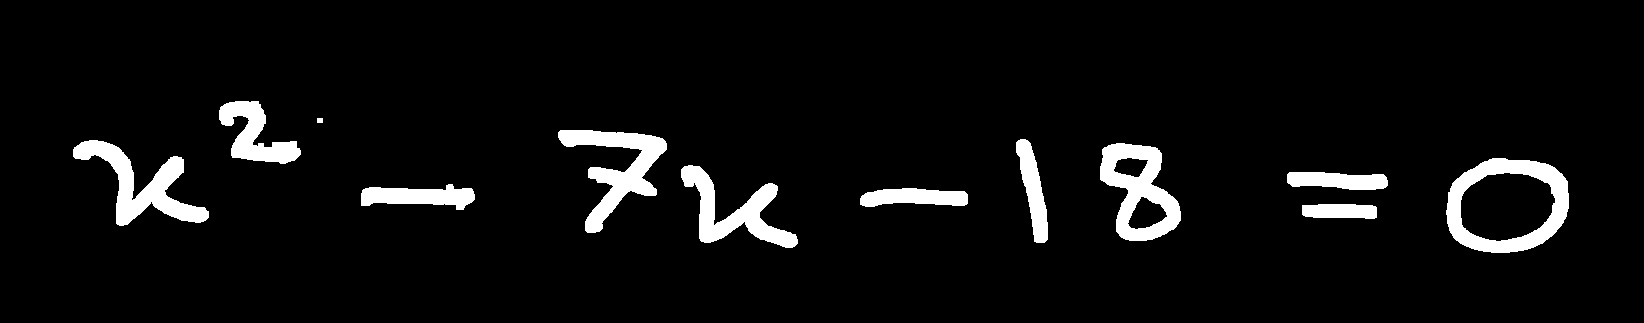 x² - 7x - 18 = 0